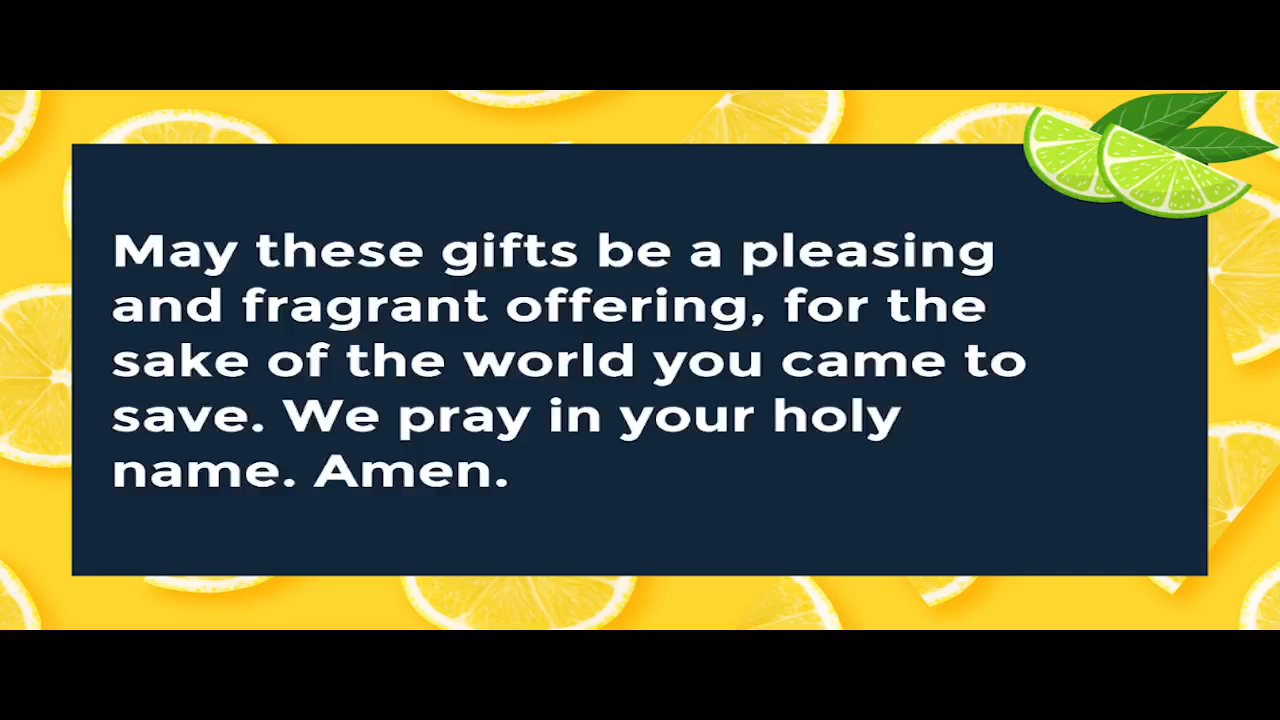 May these gifts be a pleasing
and fragrant offering, for the
sake of the world you came to
save. We pray in your holy
name. Amen.